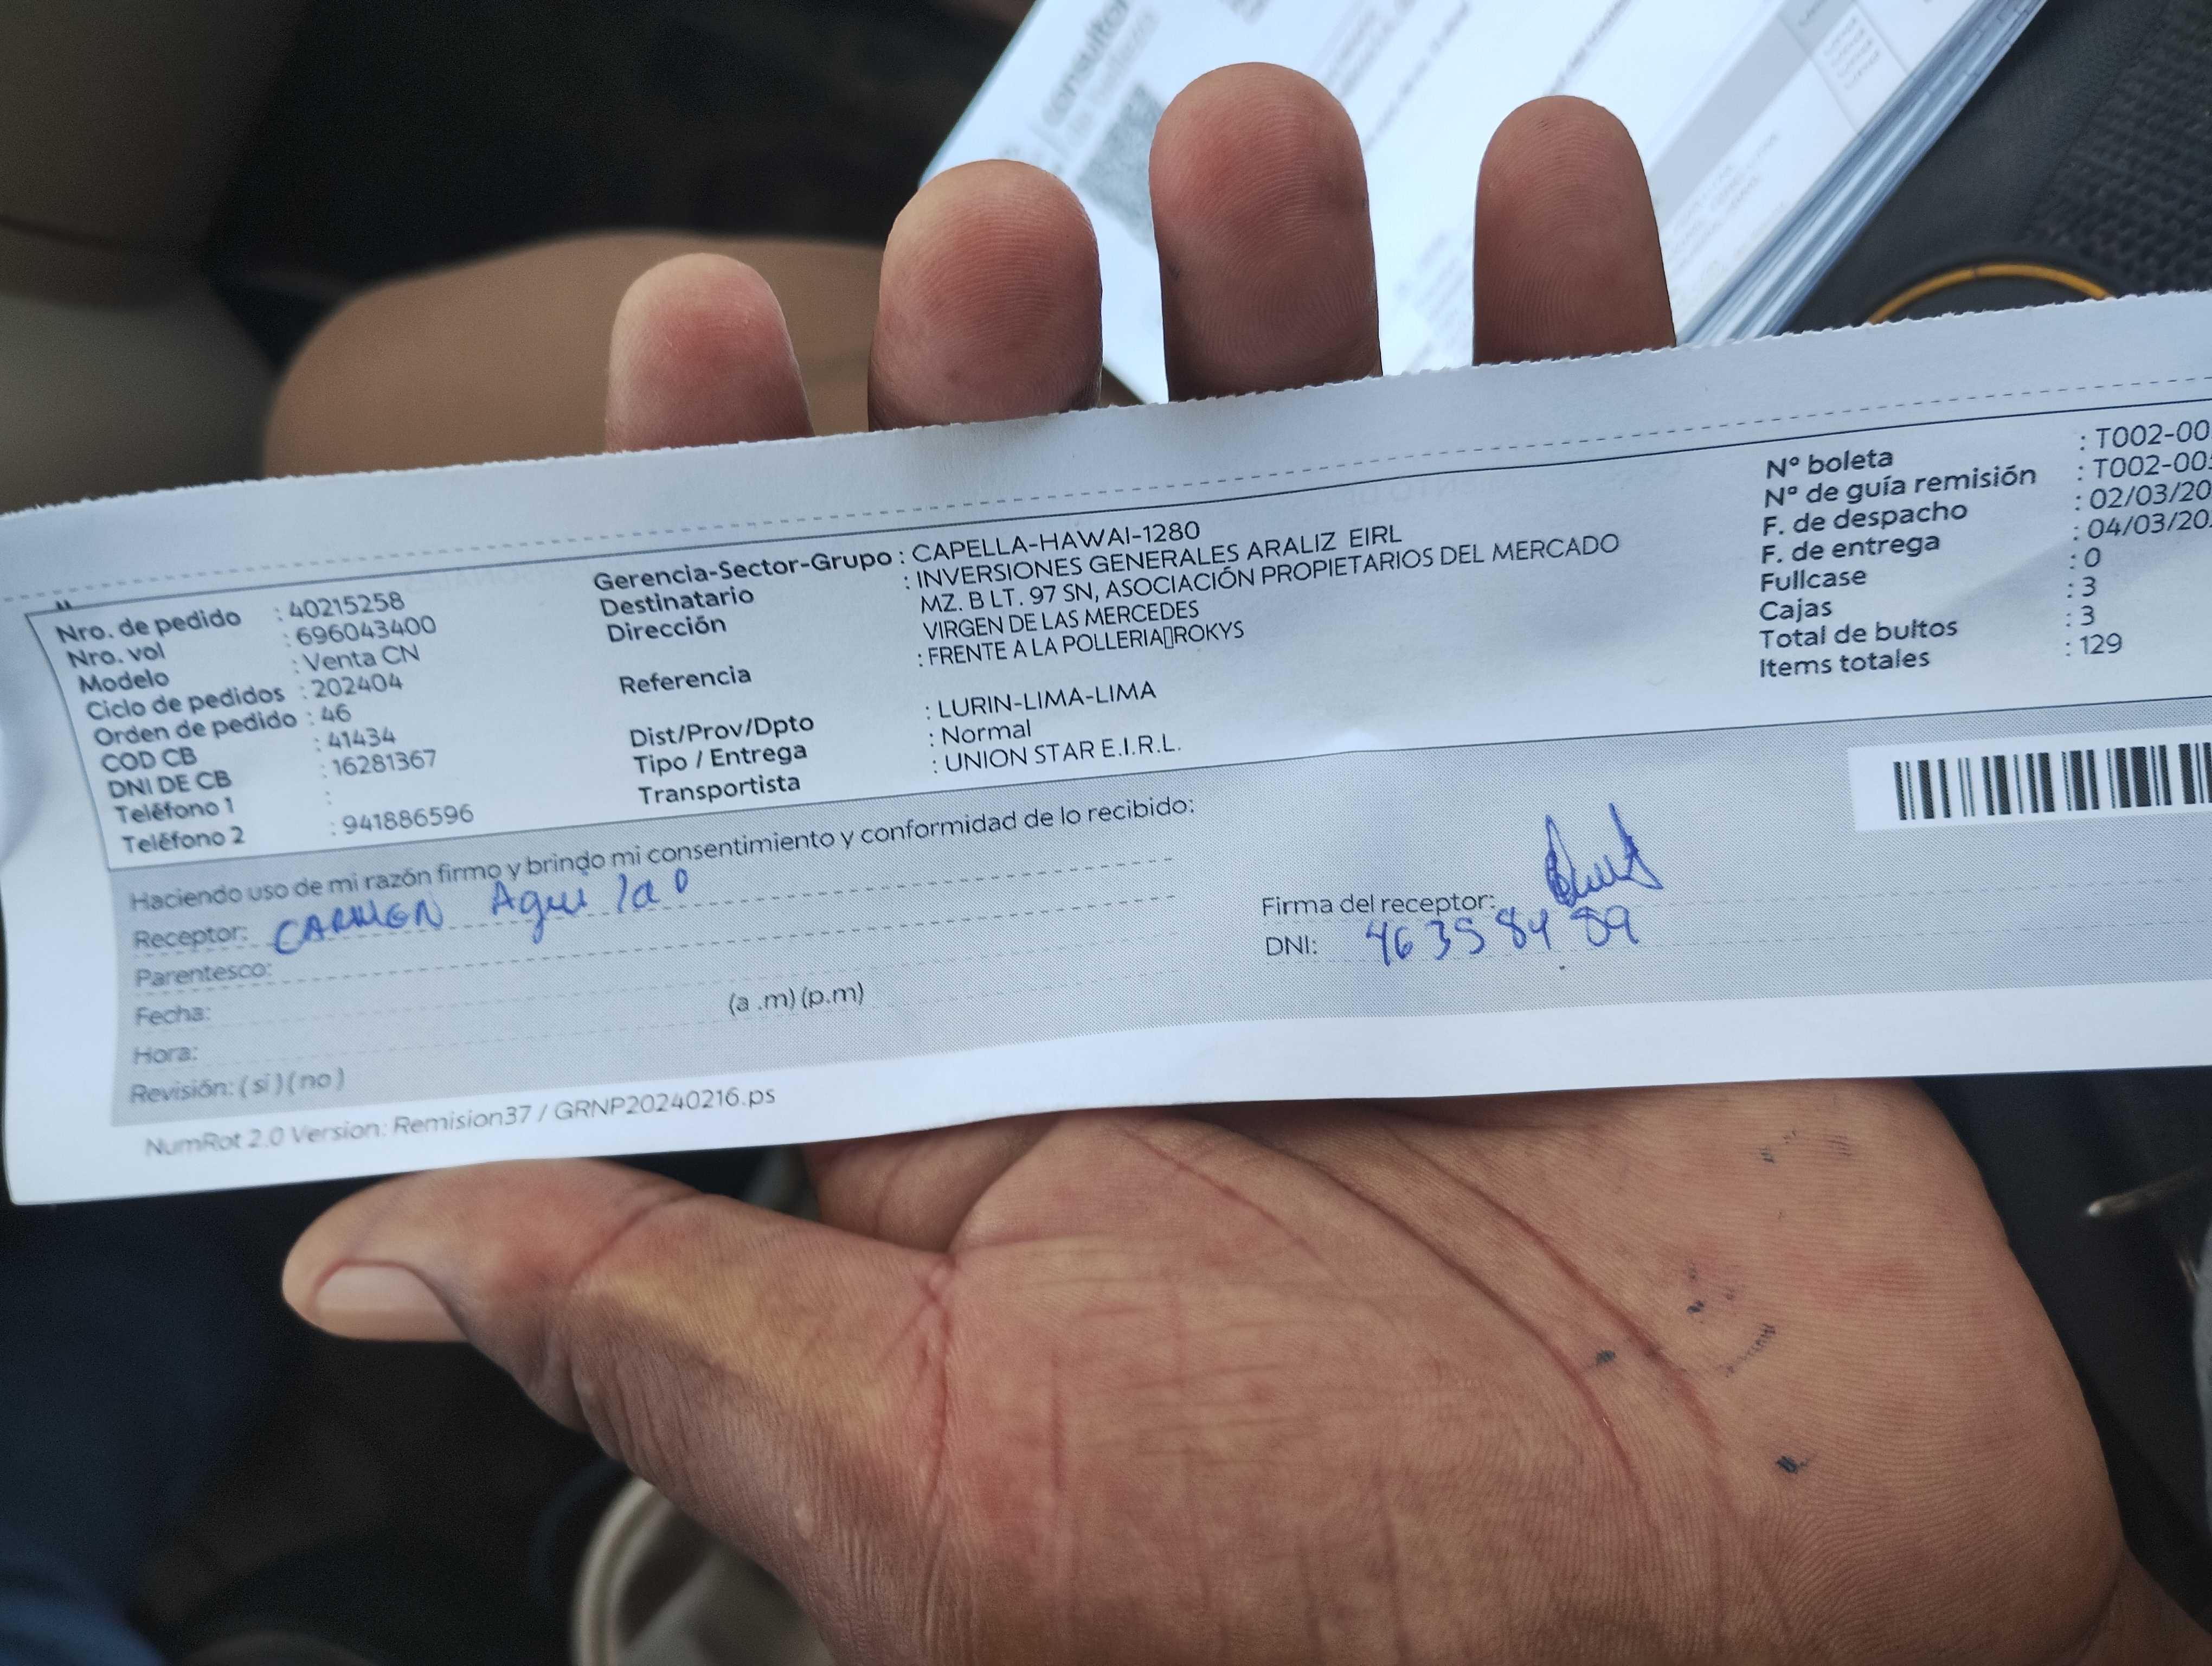 consultor
Nro. de pedido : 40215258
Nro. vol : 696043400
Modelo : Venta CN
Ciclo de pedidos : 202404
Orden de pedido : 46
COD CB : 41434
DNI DE CB : 16281367
Teléfono 1 :
Teléfono 2 : 941886596
Gerencia-Sector-Grupo : CAPELLA-HAWAI-1280
Destinatario : INVERSIONES GENERALES ARALIZ EIRL
Dirección MZ. B LT. 97 SN, ASOCIACIÓN PROPIETARIOS DEL MERCADO
VIRGEN DE LAS MERCEDES
Referencia : FRENTE A LA POLLERIA▯ROKYS
Dist/Prov/Dpto : LURIN-LIMA-LIMA
Tipo / Entrega : Normal
Transportista : UNION STAR E.I.R.L.
N° boleta : T002-00
N° de guía remisión : T002-00
F. de despacho : 02/03/20
F. de entrega : 04/03/20
Fullcase : 0
Cajas : 3
Total de bultos : 3
Items totales : 129
Haciendo uso de mi razón firmo y brindo mi consentimiento y conformidad de lo recibido:
Receptor: CARMEN Aguilar
Parentesco:
Fecha:
Hora: (a .m) (p.m)
Revisión: ( si ) ( no )
Firma del receptor:
DNI: 46358489
NumRot 2.0 Version: Remision37 / GRNP20240216.ps